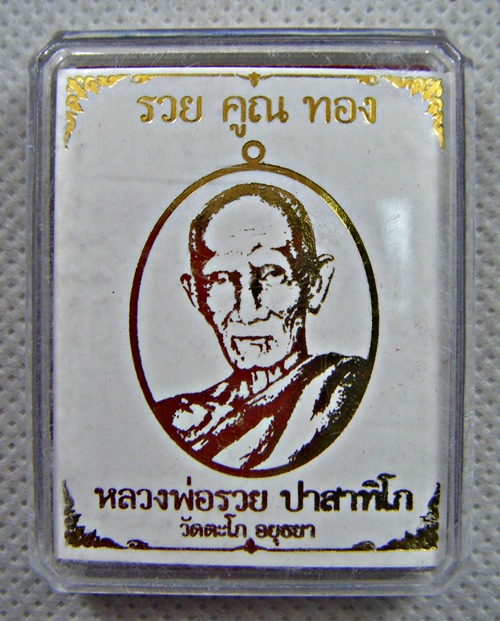 รวย คูณ ทอง
หลวงพ่อรวย ปาสาทิโก
วัดตะโก อยุธยา